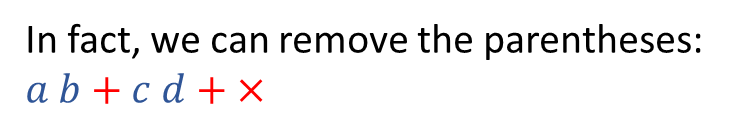 In fact, we can remove the parentheses:
a b + c d + ×